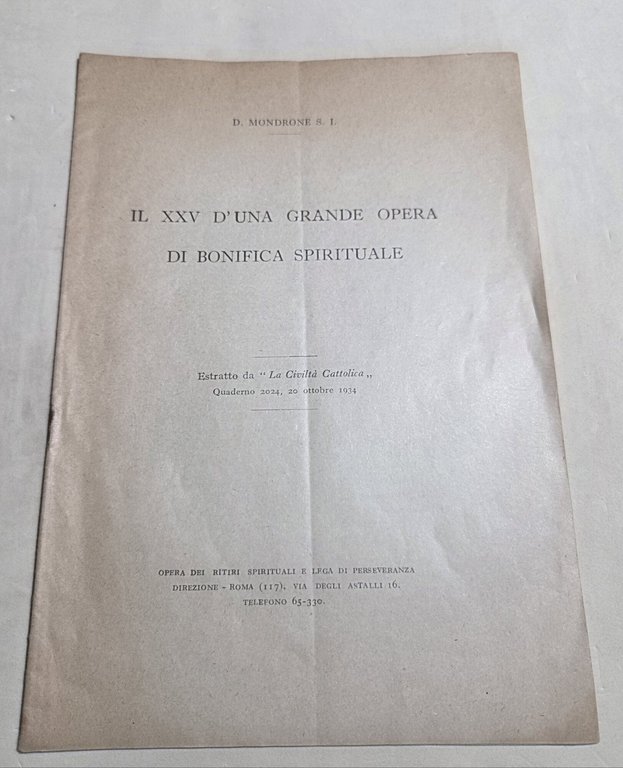 D. MONDRONE S. I.
IL XXV D'UNA GRANDE OPERA
DI BONIFICA SPIRITUALE
Estratto da “ La Civiltà Cattolica „
Quaderno 2024, 20 ottobre 1934
OPERA DEI RITIRI SPIRITUALI E LEGA DI PERSEVERANZA
DIREZIONE - ROMA (117), VIA DEGLI ASTALLI 16.
TELEFONO 65-330.